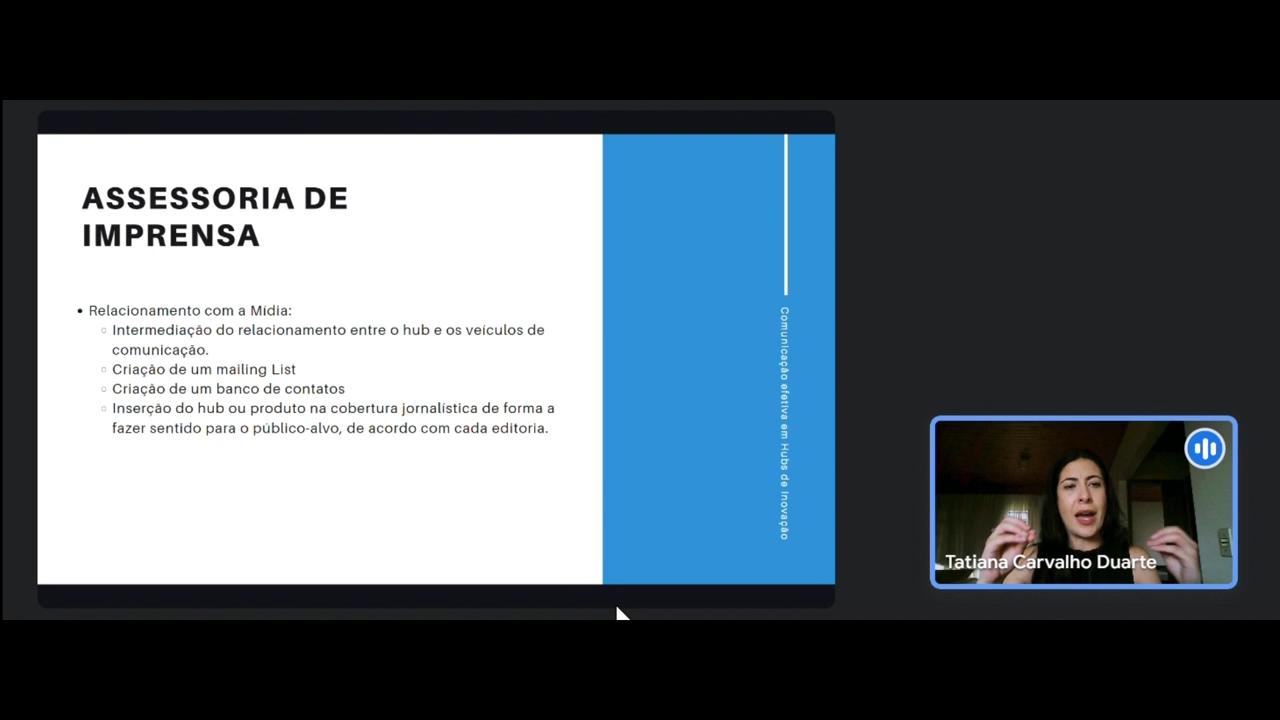 ASSESSORIA DE
IMPRENSA
• Relacionamento com a Mídia:
○ Intermediação do relacionamento entre o hub e os veículos de
comunicação.
○ Criação de um mailing List
○ Criação de um banco de contatos
○ Inserção do hub ou produto na cobertura jornalística de forma a
fazer sentido para o público-alvo, de acordo com cada editoria.
Comunicação efetiva em Hubs de Inovação
Tatiana Carvalho Duarte